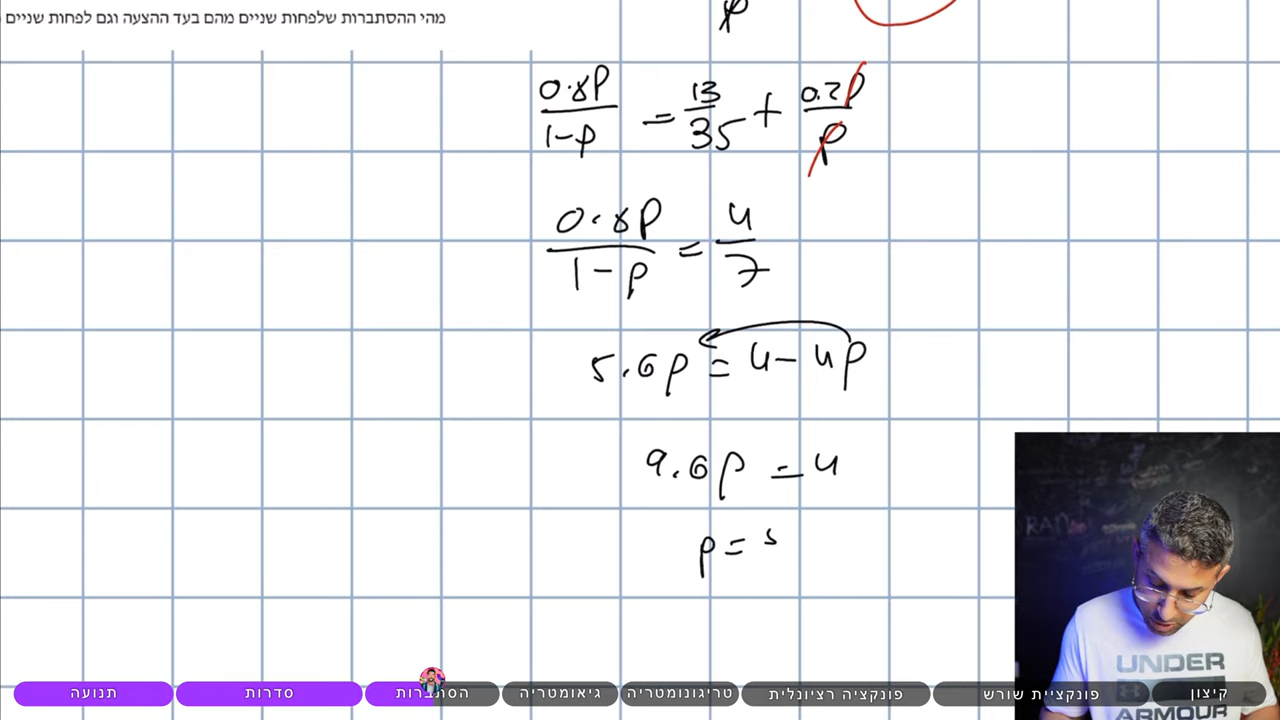 מהי ההסתברות שלפחות שניים מהם בעד ההצעה וגם לפחות שניים
p
0.8p/1-p = 13/35 + 0.2p/p
0.8p/1-p = 4/7
5.6p = 4-4p
9.6p = 4
p = 5
תנועה סדרות הסתברות גיאומטריה טריגונומטריה פונקציה רציונלית פונקציית שורש קיצון
UNDER
ARMOUR